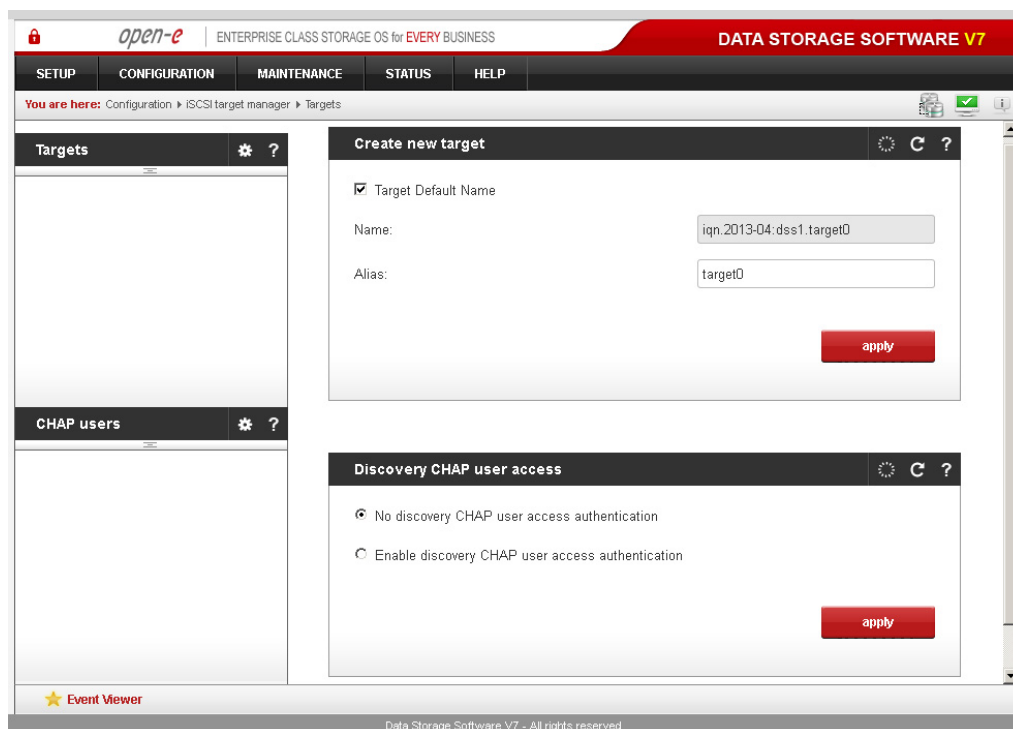 open-e ENTERPRISE CLASS STORAGE OS for EVERY BUSINESS
DATA STORAGE SOFTWARE V7
SETUP CONFIGURATION MAINTENANCE STATUS HELP
You are here: Configuration ▸ iSCSI target manager ▸ Targets
Targets ?
Create new target ?
Target Default Name
Name: iqn.2013-04:dss1.target0
Alias: target0
apply
CHAP users ?
Discovery CHAP user access ?
No discovery CHAP user access authentication
Enable discovery CHAP user access authentication
apply
Event Viewer
Data Storage Software V7 - All rights reserved